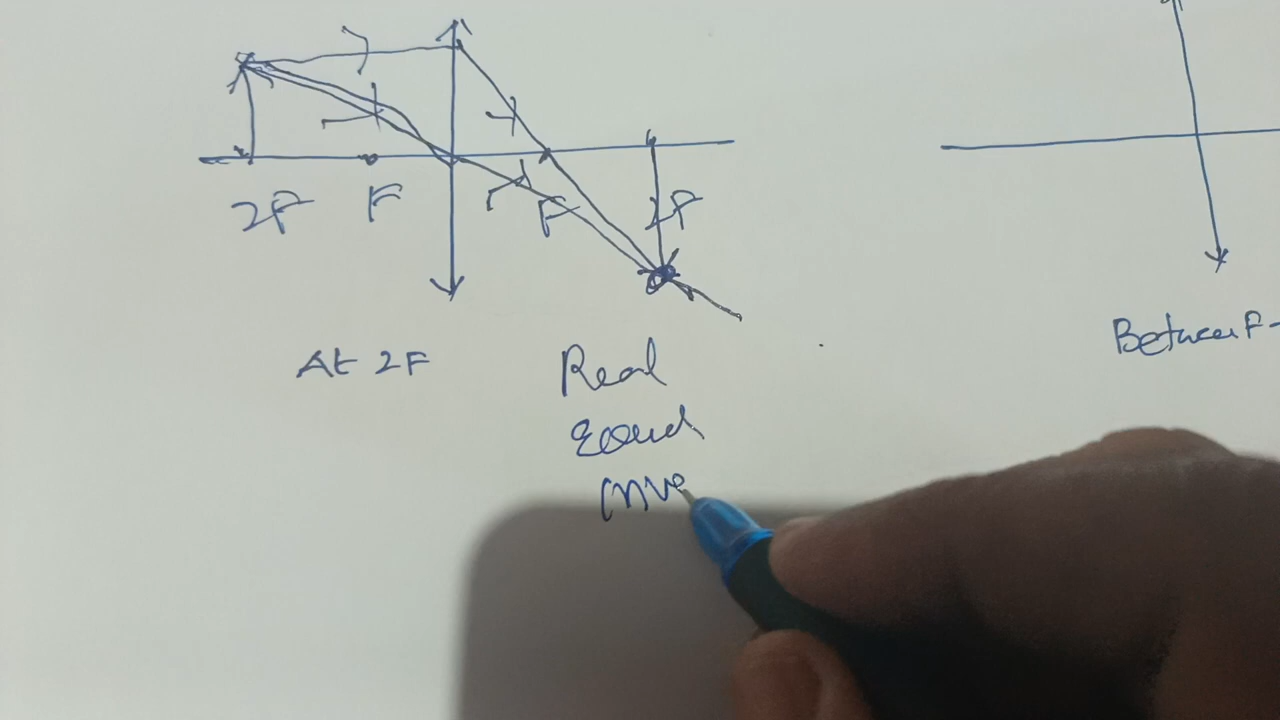 2F F F 2F
At 2F
Real
Equal
inve
Between F-